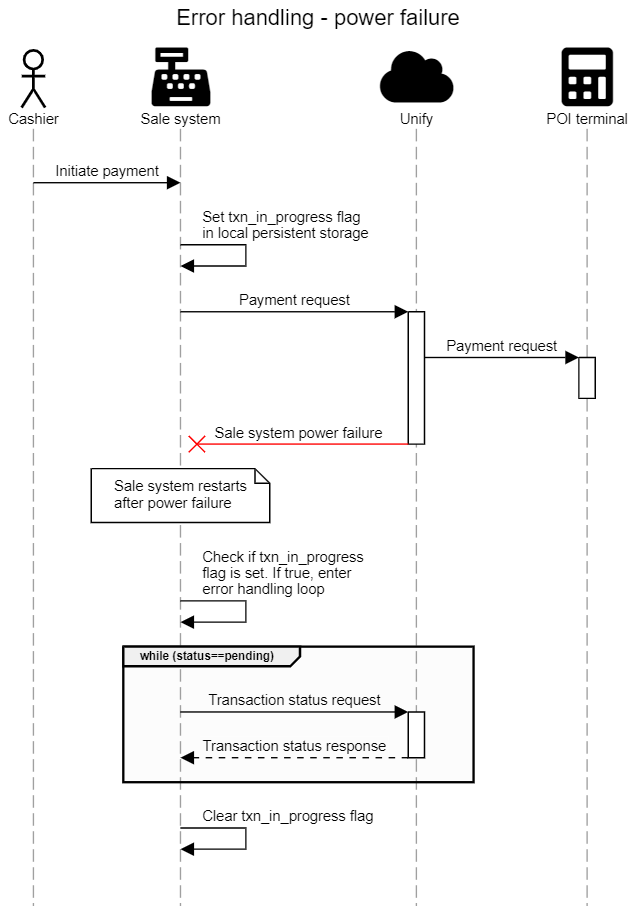 Error handling - power failure
Cashier
Sale system
Unify
POI terminal
Initiate payment
Set txn_in_progress flag
in local persistent storage
Payment request
Payment request
Sale system power failure
Sale system restarts
after power failure
Check if txn_in_progress
flag is set. If true, enter
error handling loop
while (status==pending)
Transaction status request
Transaction status response
Clear txn_in_progress flag